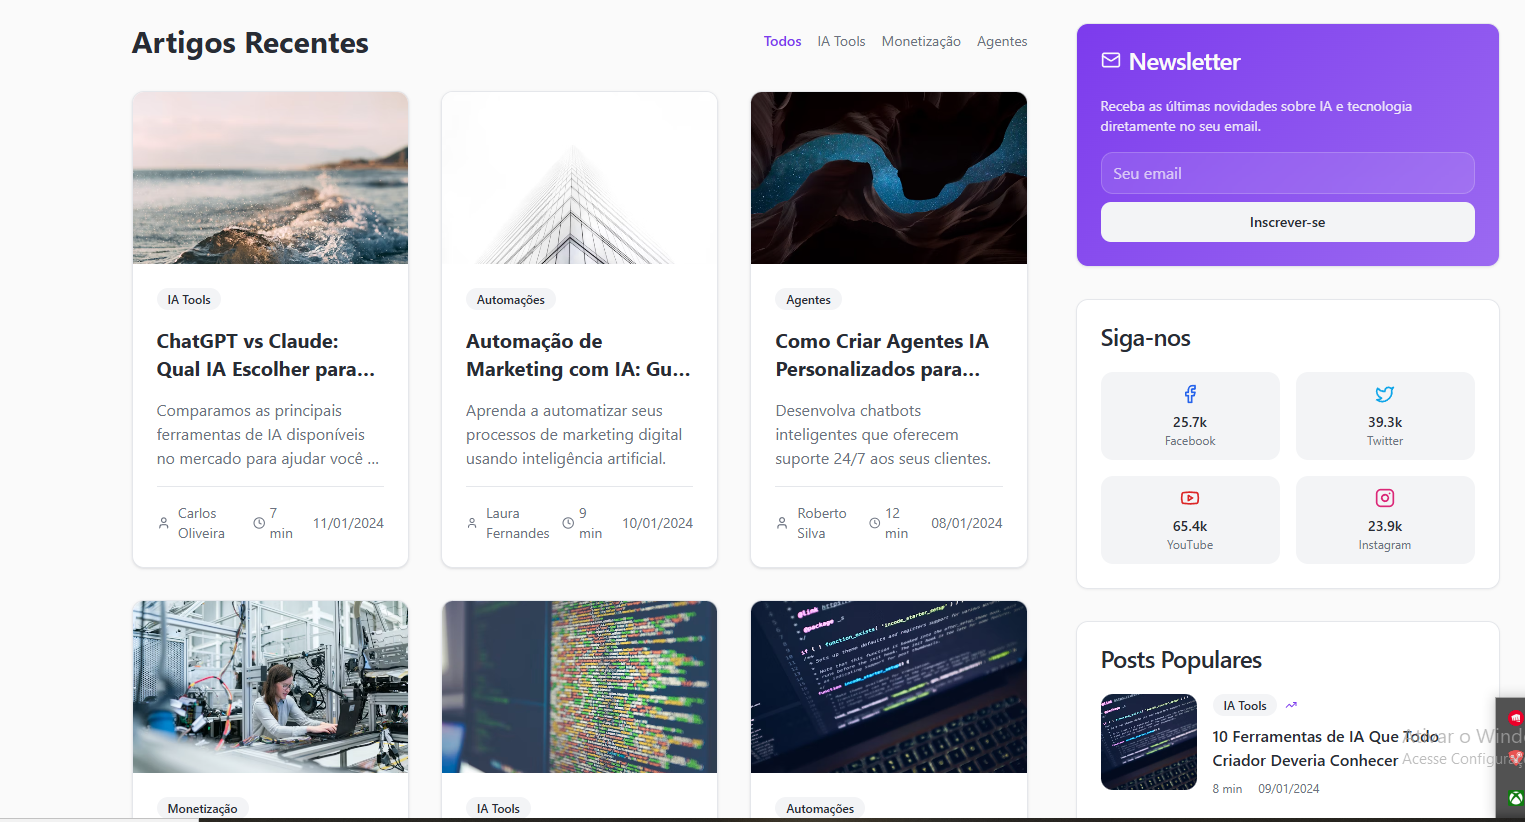 Artigos Recentes
Todos IA Tools Monetização Agentes
IA Tools
ChatGPT vs Claude:
Qual IA Escolher para...
Comparamos as principais
ferramentas de IA disponíveis
no mercado para ajudar você ...
Carlos
Oliveira
7
min
11/01/2024
Automações
Automação de
Marketing com IA: Gu...
Aprenda a automatizar seus
processos de marketing digital
usando inteligência artificial.
Laura
Fernandes
9
min
10/01/2024
Agentes
Como Criar Agentes IA
Personalizados para...
Desenvolva chatbots
inteligentes que oferecem
suporte 24/7 aos seus clientes.
Roberto
Silva
12
min
08/01/2024
Monetização
IA Tools
Automações
Newsletter
Receba as últimas novidades sobre IA e tecnologia
diretamente no seu email.
Seu email
Inscrever-se
Siga-nos
25.7k
Facebook
39.3k
Twitter
65.4k
YouTube
23.9k
Instagram
Posts Populares
IA Tools
10 Ferramentas de IA Que Todo
Criador Deveria Conhecer
8 min 09/01/2024
Ativar o Wind
Acesse Configura